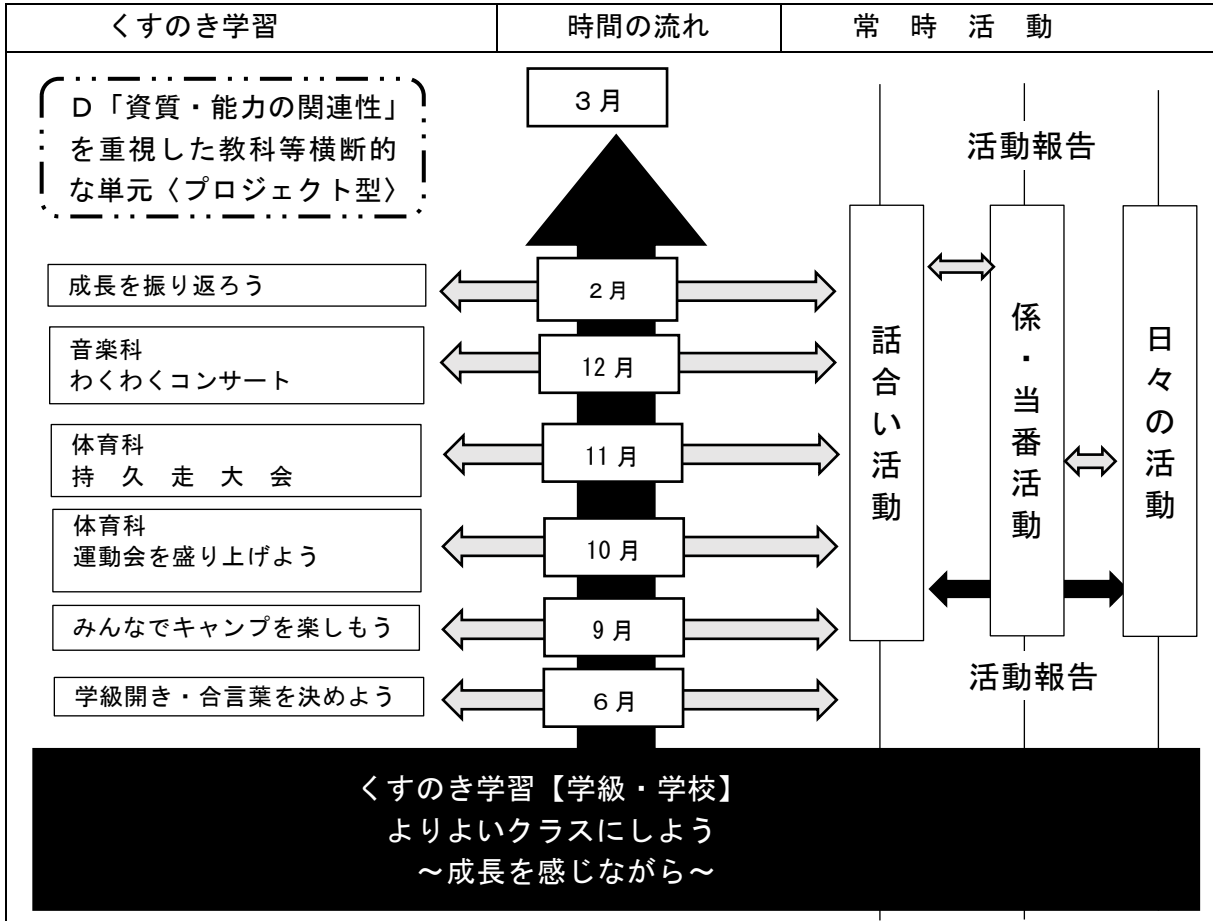 くすのき学習
時間の流れ
常時活動
D「資質・能力の関連性」
を重視した教科等横断的
な単元〈プロジェクト型〉
3月
活動報告
成長を振り返ろう
2月
音楽科
わくわくコンサート
12月
体育科
持久走大会
11月
体育科
運動会を盛り上げよう
10月
みんなでキャンプを楽しもう
9月
学級開き・合言葉を決めよう
6月
話合い活動
係・当番活動
日々の活動
活動報告
くすのき学習【学級・学校】
よりよいクラスにしよう
～成長を感じながら～